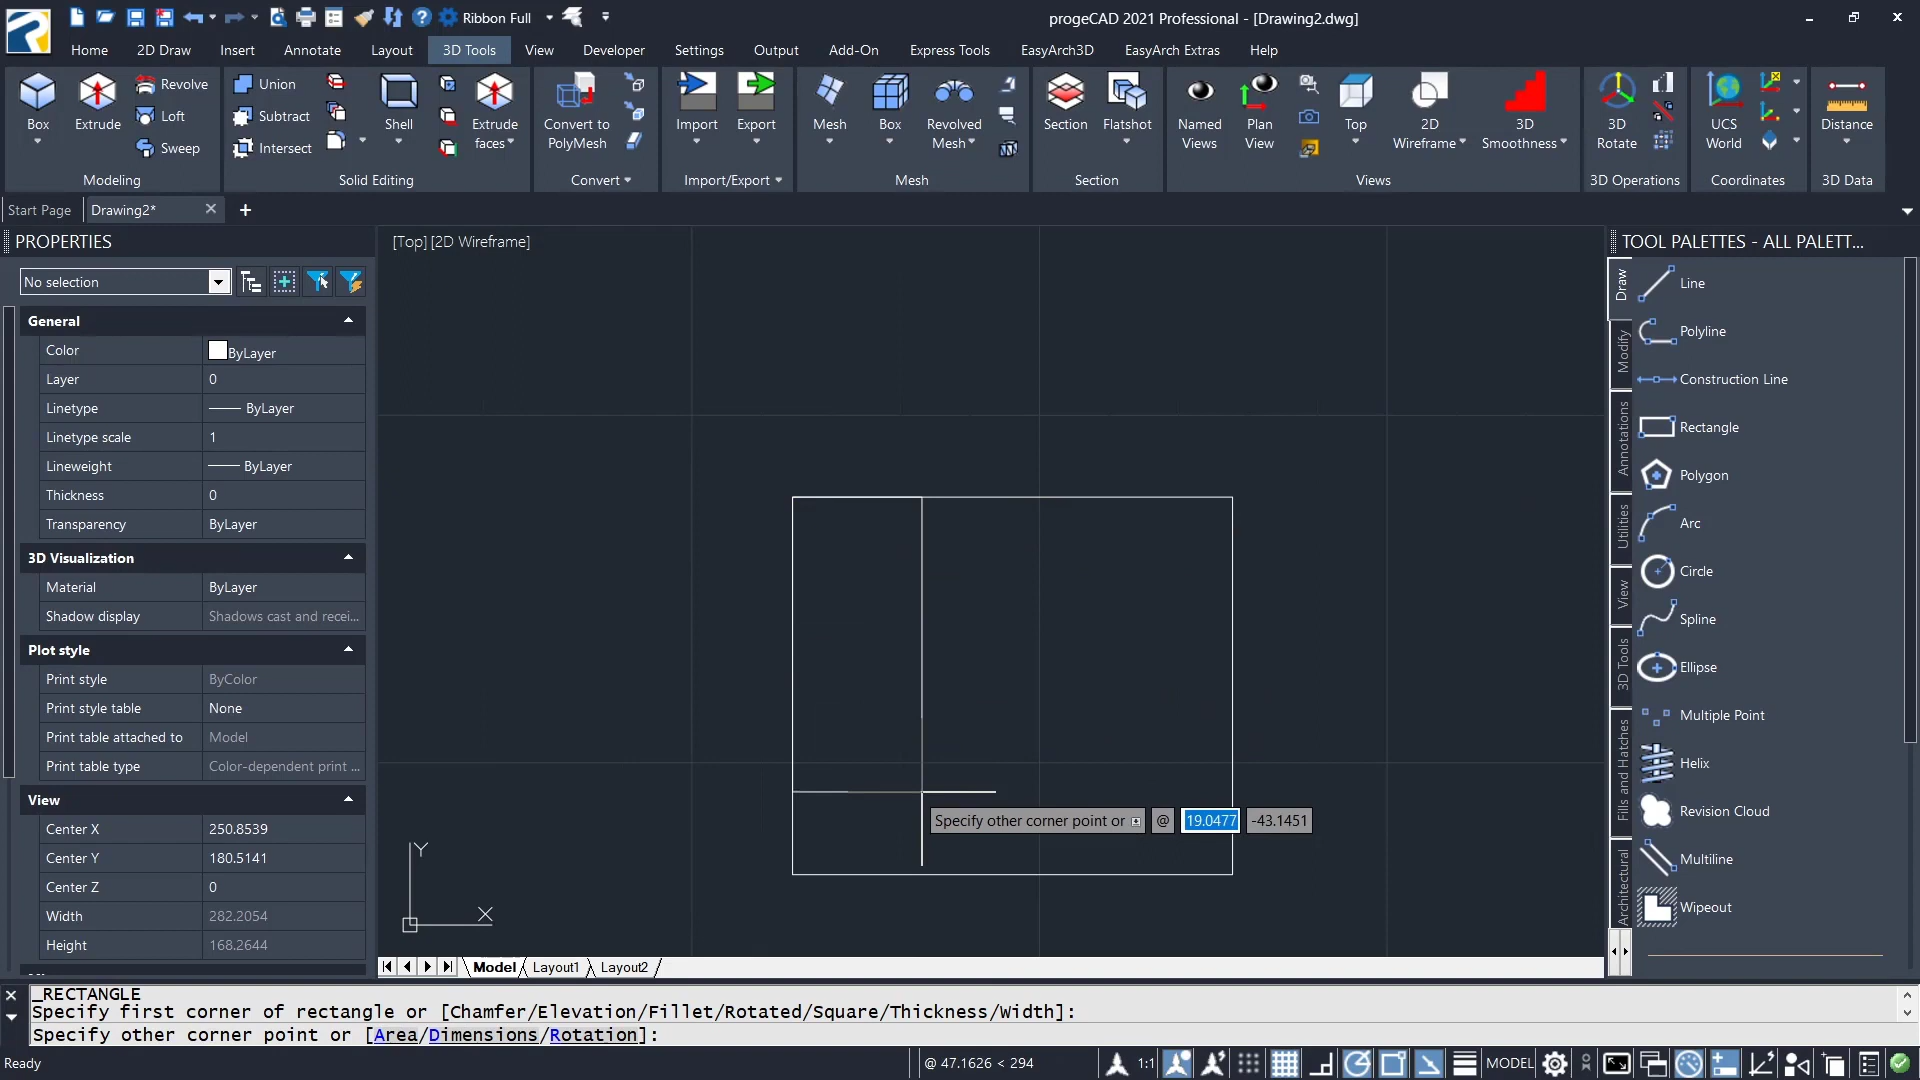 Ribbon Full
progeCAD 2021 Professional - [Drawing2.dwg]
Home 2D Draw Insert Annotate Layout 3D Tools View Developer Settings Output Add-On Express Tools EasyArch3D EasyArch Extras Help
Box
Extrude
Revolve
Loft
Sweep
Modeling
Union
Subtract
Intersect
Shell
Extrude
faces
Solid Editing
Convert to
PolyMesh
Convert
Import
Export
Import/Export
Mesh
Box
Revolved
Mesh
Mesh
Section
Flatshot
Section
Named
Views
Plan
View
Top
2D
Wireframe
3D
Smoothness
Views
3D
Rotate
3D Operations
UCS
World
Coordinates
Distance
3D Data
Start Page
Drawing2*
PROPERTIES
No selection
General
Color ByLayer
Layer 0
Linetype ByLayer
Linetype scale 1
Lineweight ByLayer
Thickness 0
Transparency ByLayer
3D Visualization
Material ByLayer
Shadow display Shadows cast and recei...
Plot style
Print style ByColor
Print style table None
Print table attached to Model
Print table type Color-dependent print ...
View
Center X 250.8539
Center Y 180.5141
Center Z 0
Width 282.2054
Height 168.2644
[Top] [2D Wireframe]
Specify other corner point or @ 19.0477 -43.1451
Y
X
Model Layout1 Layout2
TOOL PALETTES - ALL PALETT...
Draw
Modify
Annotations
Utilities
View
3D Tools
Fills and Hatches
Architectural
Line
Polyline
Construction Line
Rectangle
Polygon
Arc
Circle
Spline
Ellipse
Multiple Point
Helix
Revision Cloud
Multiline
Wipeout
_RECTANGLE
Specify first corner of rectangle or [Chamfer/Elevation/Fillet/Rotated/Square/Thickness/Width]:
Specify other corner point or [Area/Dimensions/Rotation]:
Ready
@ 47.1626 < 294
1:1
MODEL